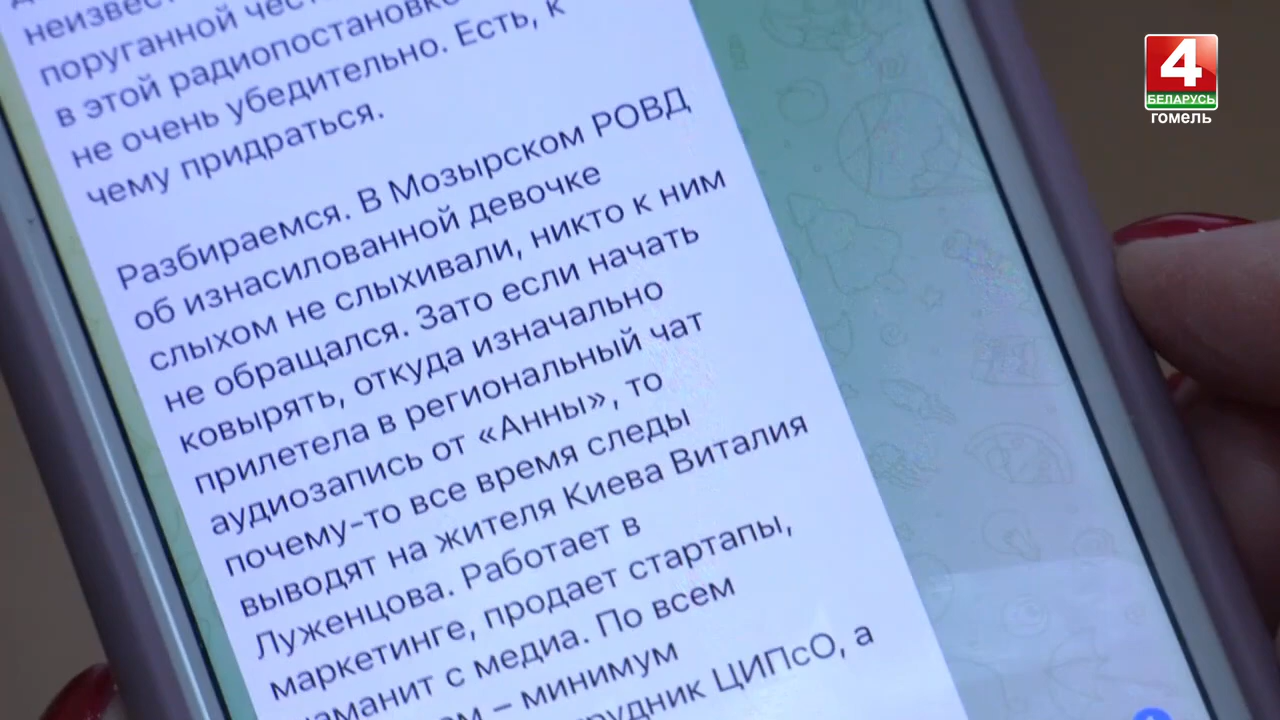 поруганной
в этой радиопостановке
не очень убедительно. Есть, к
чему придраться.
Разбираемся. В Мозырском РОВД
об изнасилованной девочке
слыхом не слыхивали, никто к ним
не обращался. Зато если начать
ковырять, откуда изначально
прилетела в региональный чат
аудиозапись от «Анны», то
почему-то все время следы
выводят на жителя Киева Виталия
Луженцова. Работает в
маркетинге, продает стартапы,
с медиа. По всем
– минимум
ЦИПсО, а
4
БЕЛАРУСЬ
гомель